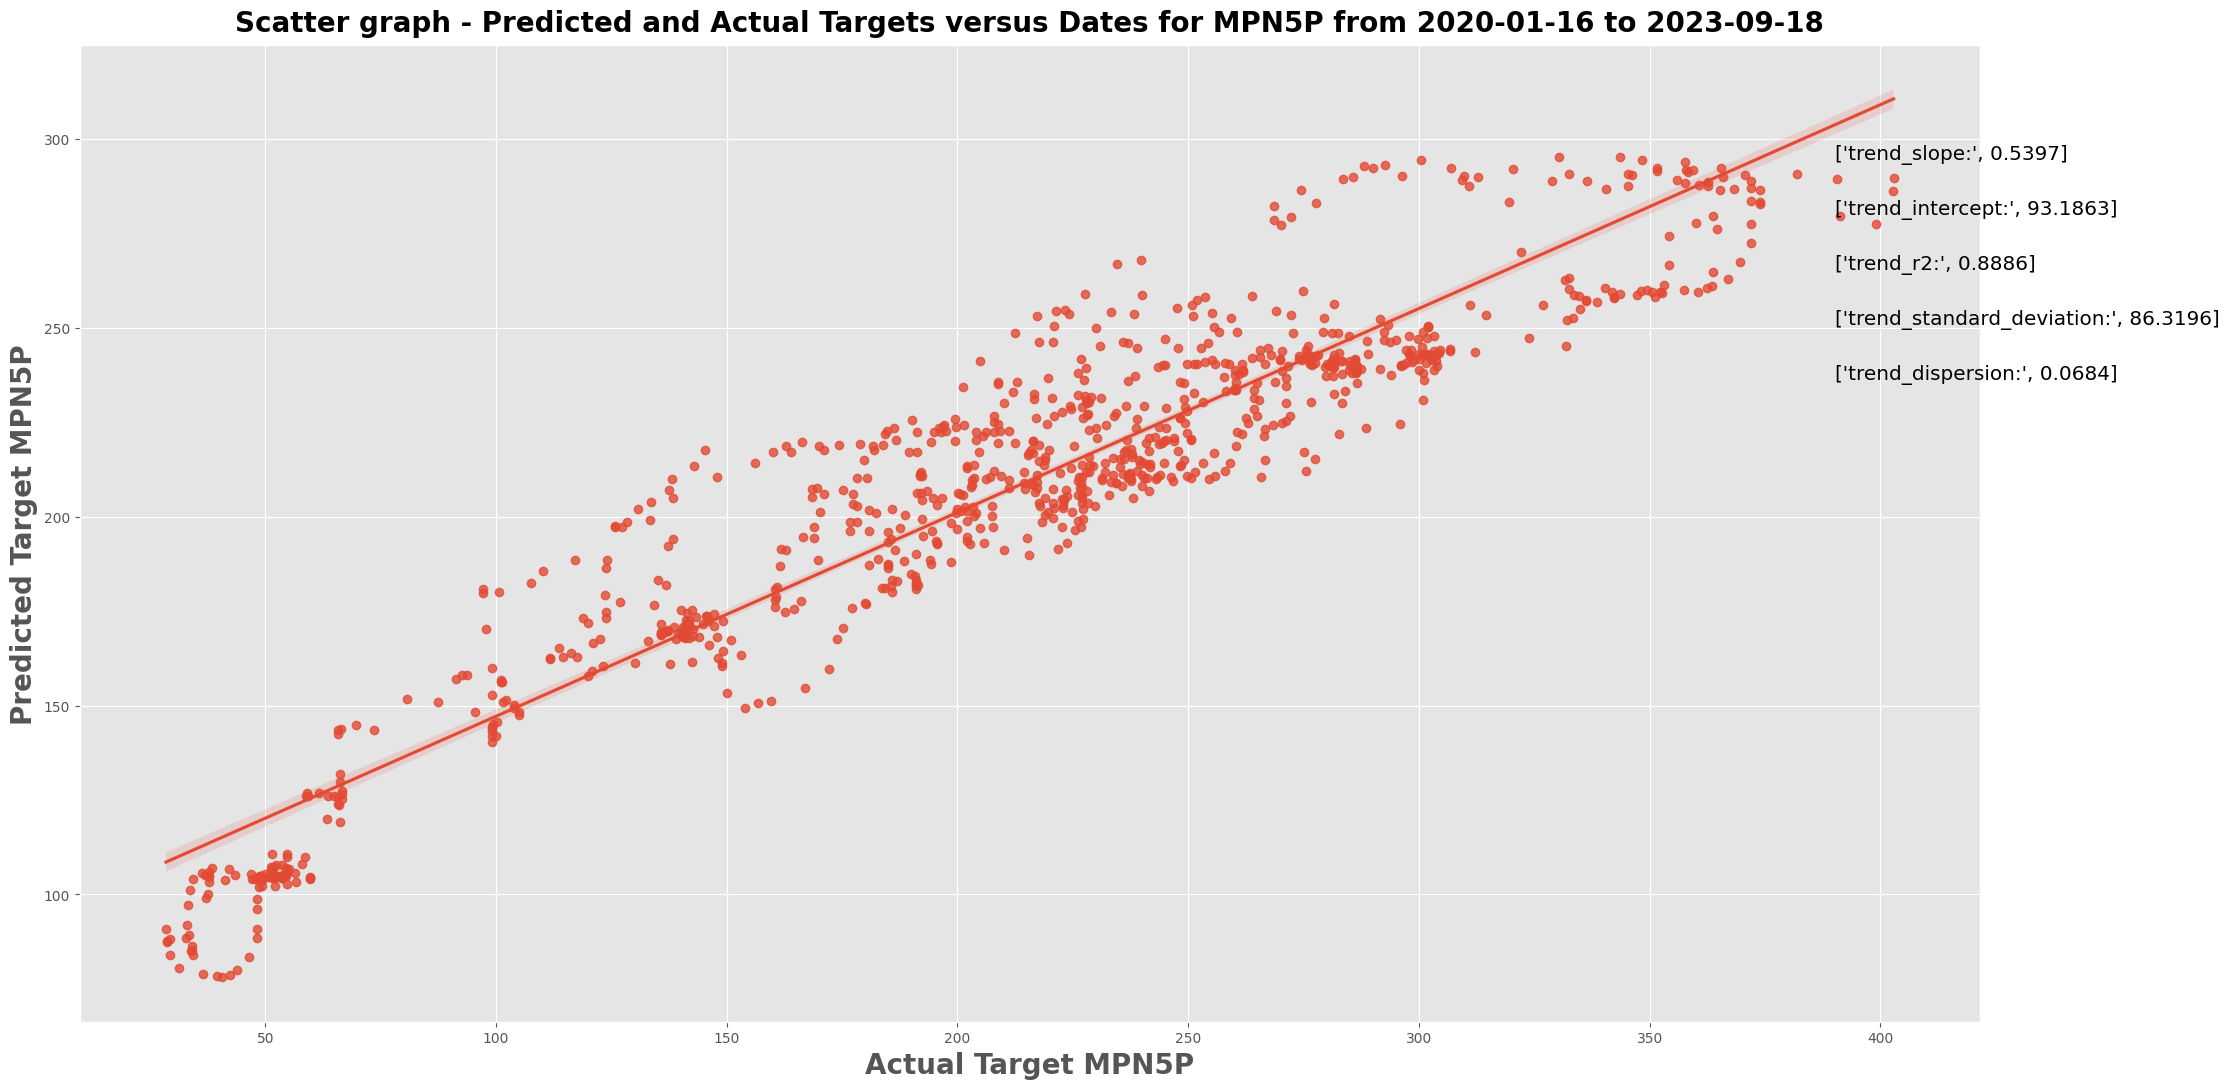 Scatter graph - Predicted and Actual Targets versus Dates for MPN5P from 2020-01-16 to 2023-09-18
Predicted Target MPN5P
300
250
200
150
100
['trend_slope:', 0.5397]
['trend_intercept:', 93.1863]
['trend_r2:', 0.8886]
['trend_standard_deviation:', 86.3196]
['trend_dispersion:', 0.0684]
50 100 150 200 250 300 350 400
Actual Target MPN5P